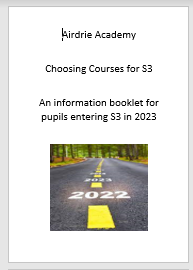 Airdrie Academy
Choosing Courses for S3
An information booklet for
pupils entering S3 in 2023
2023
2022